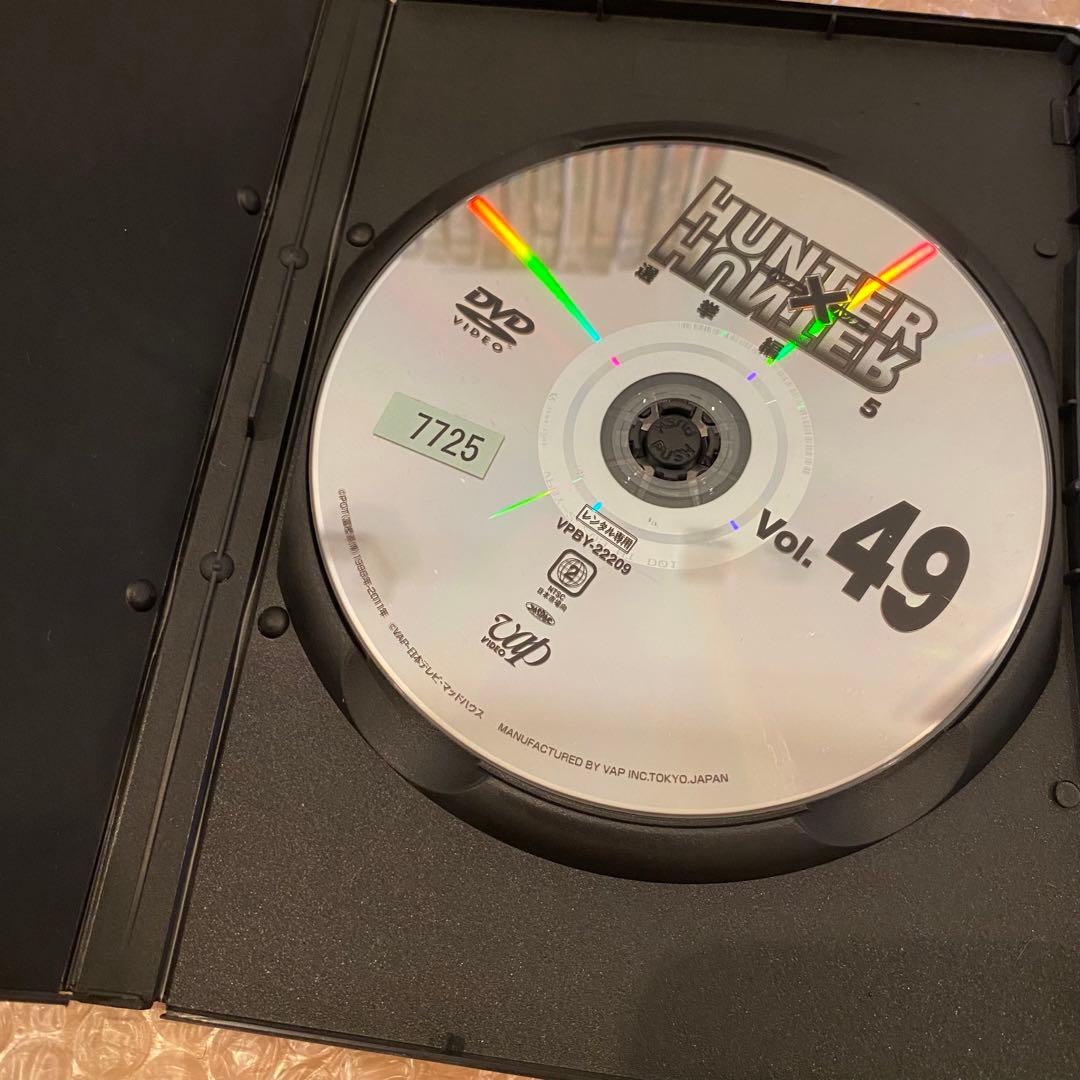 HUNTER
HUNTER
×
選挙編
5
DVD
VIDEO
7725
Vol. 49
レンタル専用
VPBY-22209
2
NTSC
日本市場向
vap
VIDEO
©VAP・日本テレビ・マッドハウス
MANUFACTURED BY VAP INC.TOKYO.JAPAN
PUSH